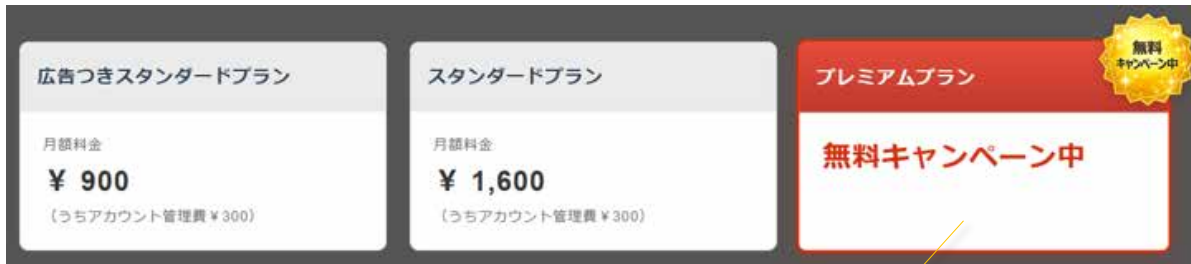 広告つきスタンダードプラン
月額料金
¥ 900
（うちアカウント管理費¥300）
スタンダードプラン
月額料金
¥ 1,600
（うちアカウント管理費¥300）
プレミアムプラン
無料
キャンペーン中
無料キャンペーン中